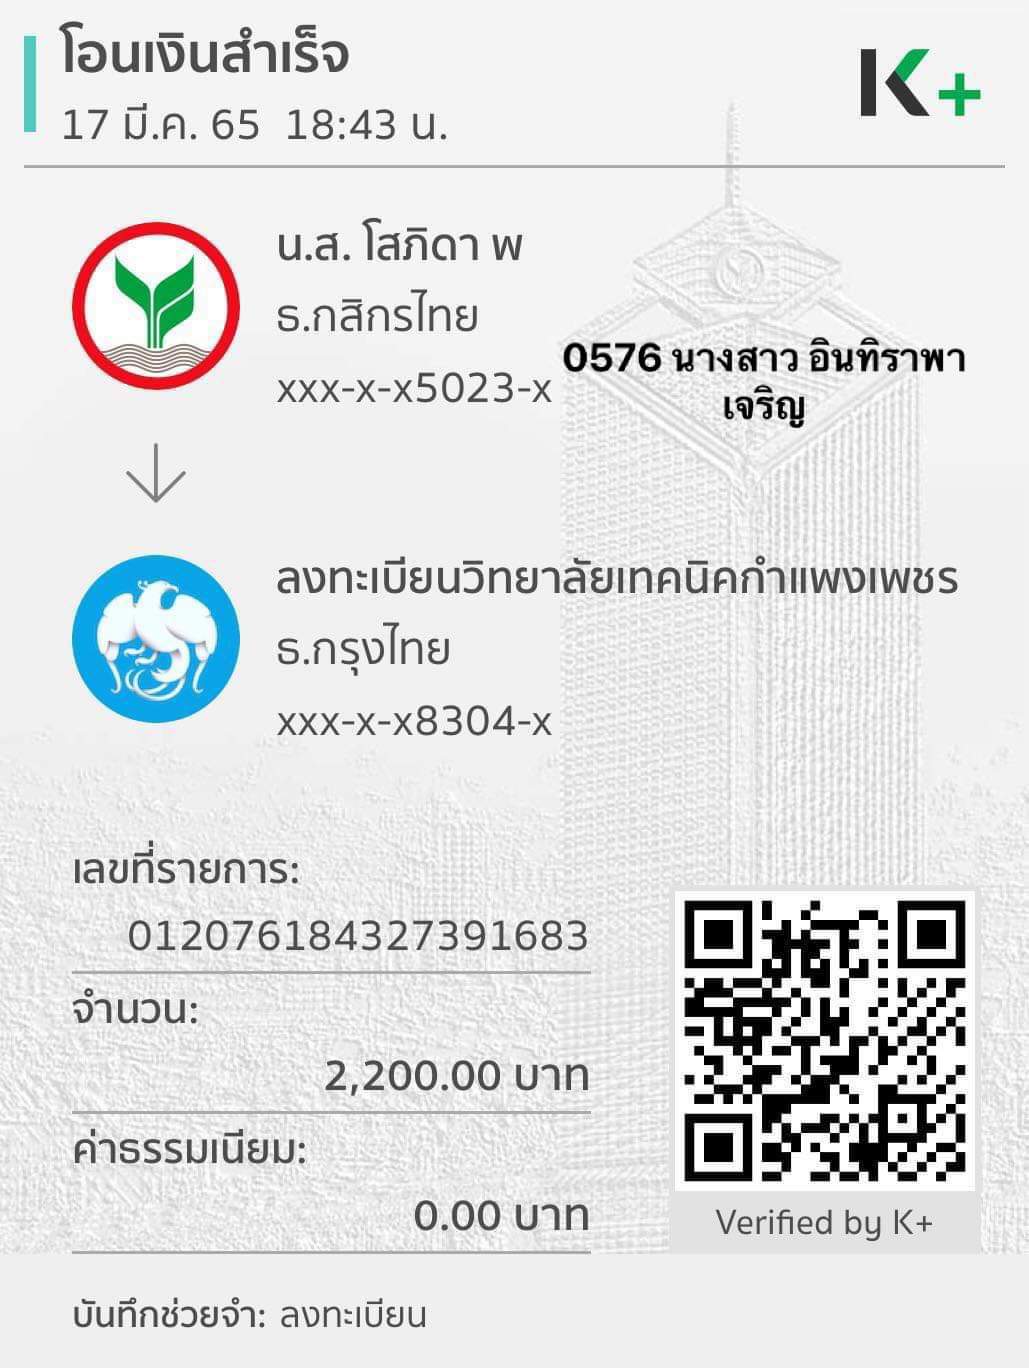 โอนเงินสำเร็จ
17 มี.ค. 65 18:43 น.
K+
น.ส. โสภิดา พ
ธ.กสิกรไทย
xxx-x-x5023-x
0576 นางสาว อินทิราพา
เจริญ
ลงทะเบียนวิทยาลัยเทคนิคกำแพงเพชร
ธ.กรุงไทย
xxx-x-x8304-x
เลขที่รายการ:
012076184327391683
จำนวน:
2,200.00 บาท
ค่าธรรมเนียม:
0.00 บาท
Verified by K+
บันทึกช่วยจำ: ลงทะเบียน